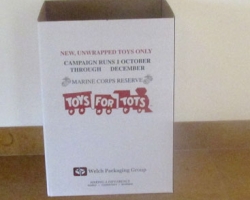 NEW, UNWRAPPED TOYS ONLY
CAMPAIGN RUNS 1 OCTOBER
THROUGH DECEMBER
MARINE CORPS RESERVE
TOYS FOR TOTS
Welch Packaging Group